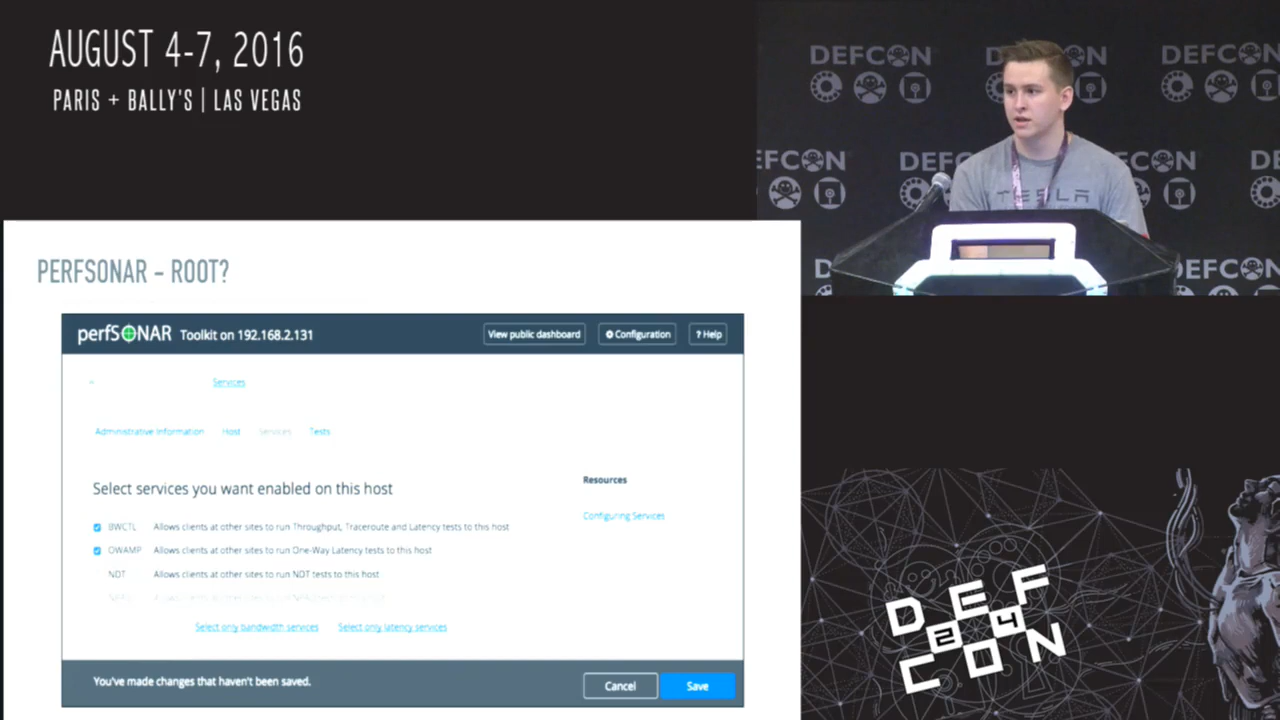 AUGUST 4-7, 2016
PARIS + BALLY'S | LAS VEGAS
DEFCON DEFCON DEFCON
EFCON DEFCON CON DE
TESLA
D EFCON
PERFSONAR - ROOT?
perfSONAR Toolkit on 192.168.2.131 View public dashboard Configuration ? Help
Services
Administrative Information Host Services Tests
Select services you want enabled on this host
Resources
Configuring Services
BWCTL Allows clients at other sites to run Throughput, Traceroute and Latency tests to this host
OWAMP Allows clients at other sites to run One-Way Latency tests to this host
NDT Allows clients at other sites to run NDT tests to this host
Select only bandwidth services Select only latency services
You've made changes that haven't been saved.
Cancel Save
DEF
24
CON